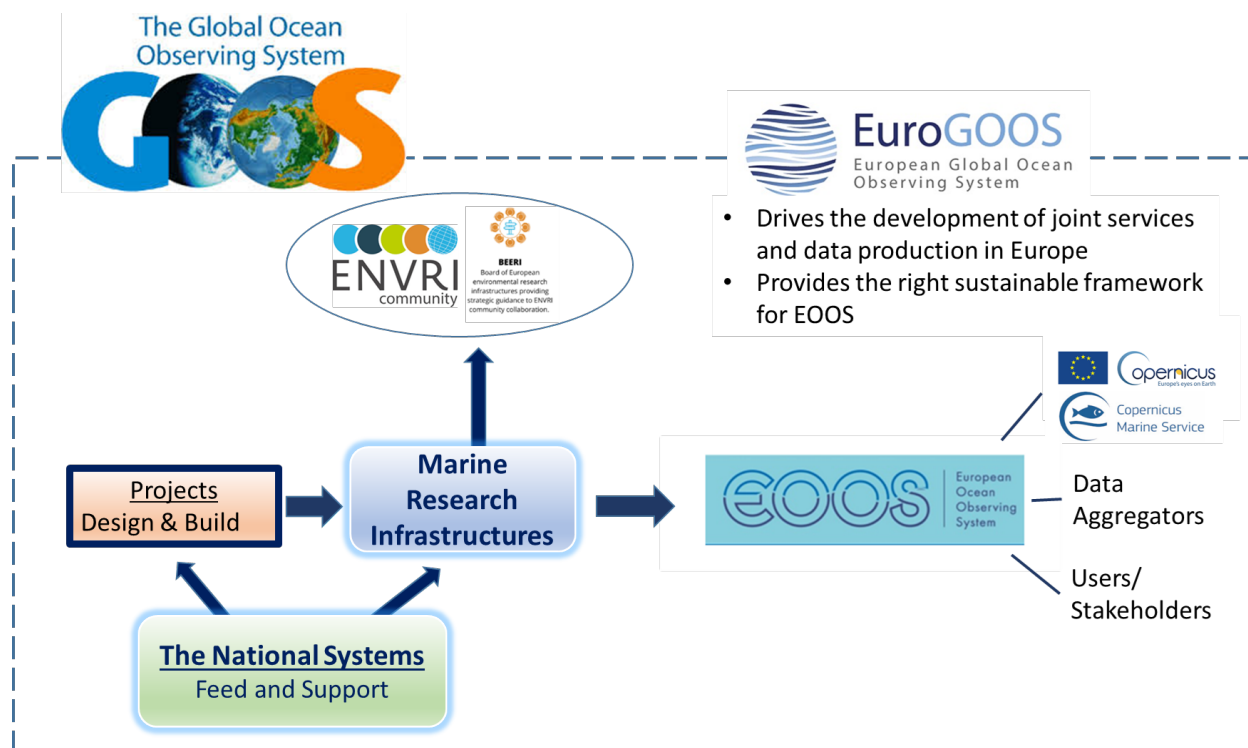 The Global Ocean
Observing System
GOOS
EuroGOOS
European Global Ocean
Observing System
• Drives the development of joint services
and data production in Europe
• Provides the right sustainable framework
for EOOS
ENVRI
community
BEERI
Board of European
environmental research
infrastructures providing
strategic guidance to ENVRI
community collaboration.
Copernicus
Europe's eyes on Earth
Copernicus
Marine Service
Projects
Design & Build
Marine
Research
Infrastructures
EOOS
European
Ocean
Observing
System
Data
Aggregators
Users/
Stakeholders
The National Systems
Feed and Support